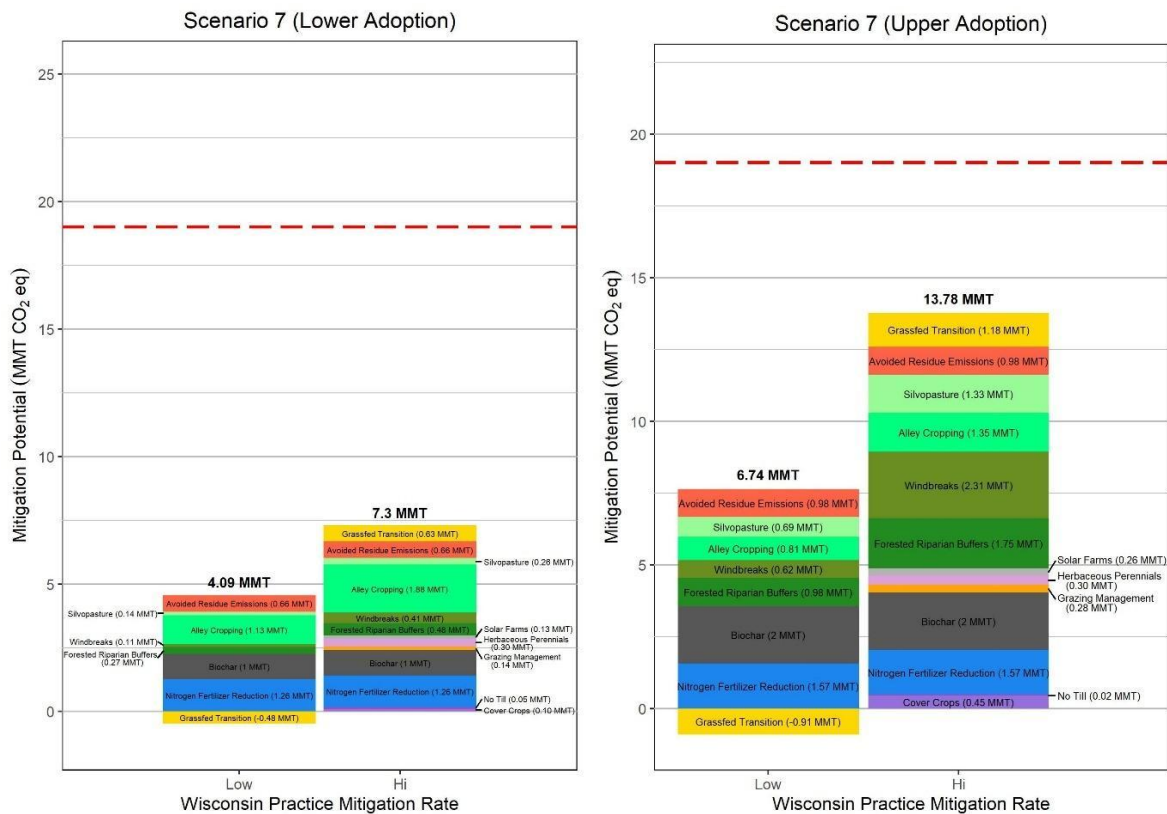 Scenario 7 (Lower Adoption)
Mitigation Potential (MMT CO₂ eq)
25
20
15
10
5
0
4.09 MMT
Avoided Residue Emissions (0.66 MMT)
Silvopasture (0.14 MMT)
Alley Cropping (1.13 MMT)
Windbreaks (0.11 MMT)
Forested Riparian Buffers
(0.27 MMT)
Biochar (1 MMT)
Nitrogen Fertilizer Reduction (1.26 MMT)
Grassfed Transition (-0.48 MMT)
7.3 MMT
Grassfed Transition (0.63 MMT)
Avoided Residue Emissions (0.66 MMT)
Silvopasture (0.26 MMT)
Alley Cropping (1.88 MMT)
Windbreaks (0.41 MMT)
Forested Riparian Buffers (0.46 MMT)
Solar Farms (0.13 MMT)
Herbaceous Perennials
(0.30 MMT)
Grazing Management
(0.14 MMT)
Biochar (1 MMT)
Nitrogen Fertilizer Reduction (1.26 MMT)
No Till (0.05 MMT)
Cover Crops (0.10 MMT)
Low
Hi
Wisconsin Practice Mitigation Rate
Scenario 7 (Upper Adoption)
Mitigation Potential (MMT CO₂ eq)
20
15
10
5
0
6.74 MMT
Avoided Residue Emissions (0.98 MMT)
Silvopasture (0.69 MMT)
Alley Cropping (0.81 MMT)
Windbreaks (0.62 MMT)
Forested Riparian Buffers (0.98 MMT)
Biochar (2 MMT)
Nitrogen Fertilizer Reduction (1.57 MMT)
Grassfed Transition (-0.91 MMT)
13.78 MMT
Grassfed Transition (1.18 MMT)
Avoided Residue Emissions (0.98 MMT)
Silvopasture (1.33 MMT)
Alley Cropping (1.35 MMT)
Windbreaks (2.31 MMT)
Forested Riparian Buffers (1.75 MMT)
Solar Farms (0.26 MMT)
Herbaceous Perennials
(0.30 MMT)
Grazing Management
(0.28 MMT)
Biochar (2 MMT)
Nitrogen Fertilizer Reduction (1.57 MMT)
No Till (0.02 MMT)
Cover Crops (0.45 MMT)
Low
Hi
Wisconsin Practice Mitigation Rate